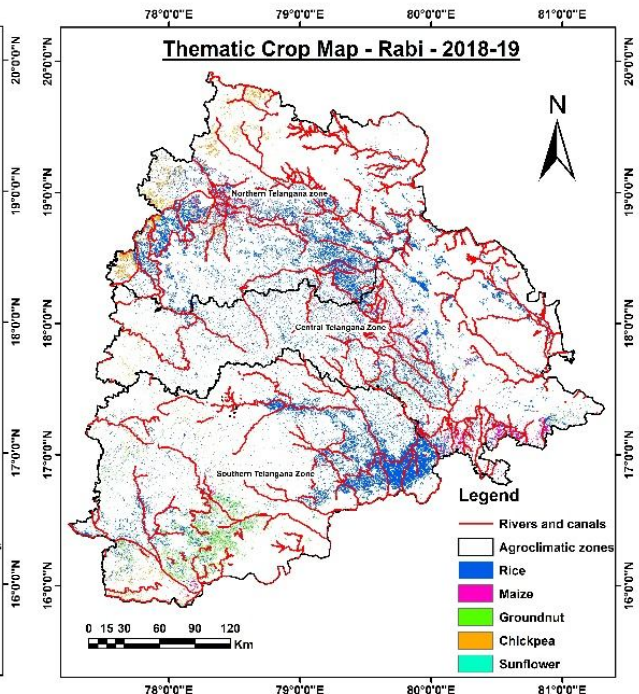 78°0'0"N 79°0'0"N 80°0'0"N 81°0'0"N
Thematic Crop Map - Rabi - 2018-19
N
20°0'0"N
20°0'0"N
19°0'0"N
19°0'0"N
18°0'0"N
18°0'0"N
17°0'0"N
17°0'0"N
16°0'0"N
16°0'0"N
Northern Telangana zone
Central Telangana Zone
Southern Telangana Zone
Legend
Rivers and canals
Agroclimatic zones
Rice
Maize
Groundnut
Chickpea
Sunflower
0 15 30 60 90 120
Km
78°0'0"N 79°0'0"N 80°0'0"N 81°0'0"N